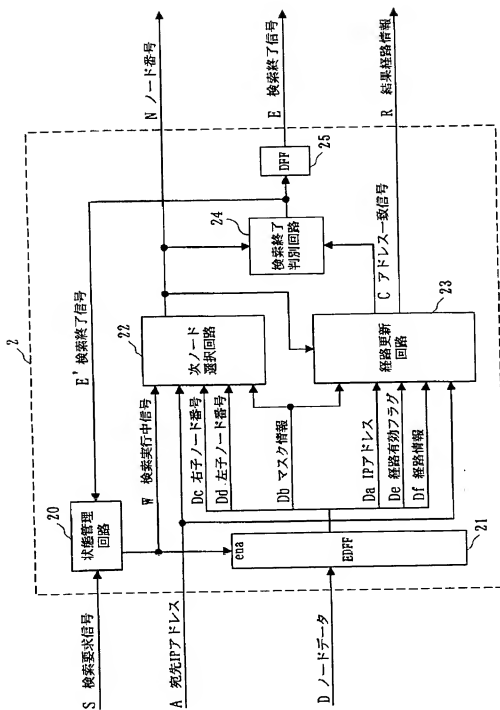 S 検索要求信号
A 宛先IPアドレス
D ノードデータ
2
20
状態管理
回路
E' 検索終了信号
W 検索実行中信号
Dc 右子ノード番号
Dd 左子ノード番号
Db マスク情報
Da IPアドレス
De 経路有効フラグ
Df 経路情報
ena
EDFF
21
22
次ノード
選択回路
23
経路更新
回路
24
検索終了
判別回路
C アドレス一致信号
DFF
25
N ノード番号
E 検索終了信号
R 結果経路情報